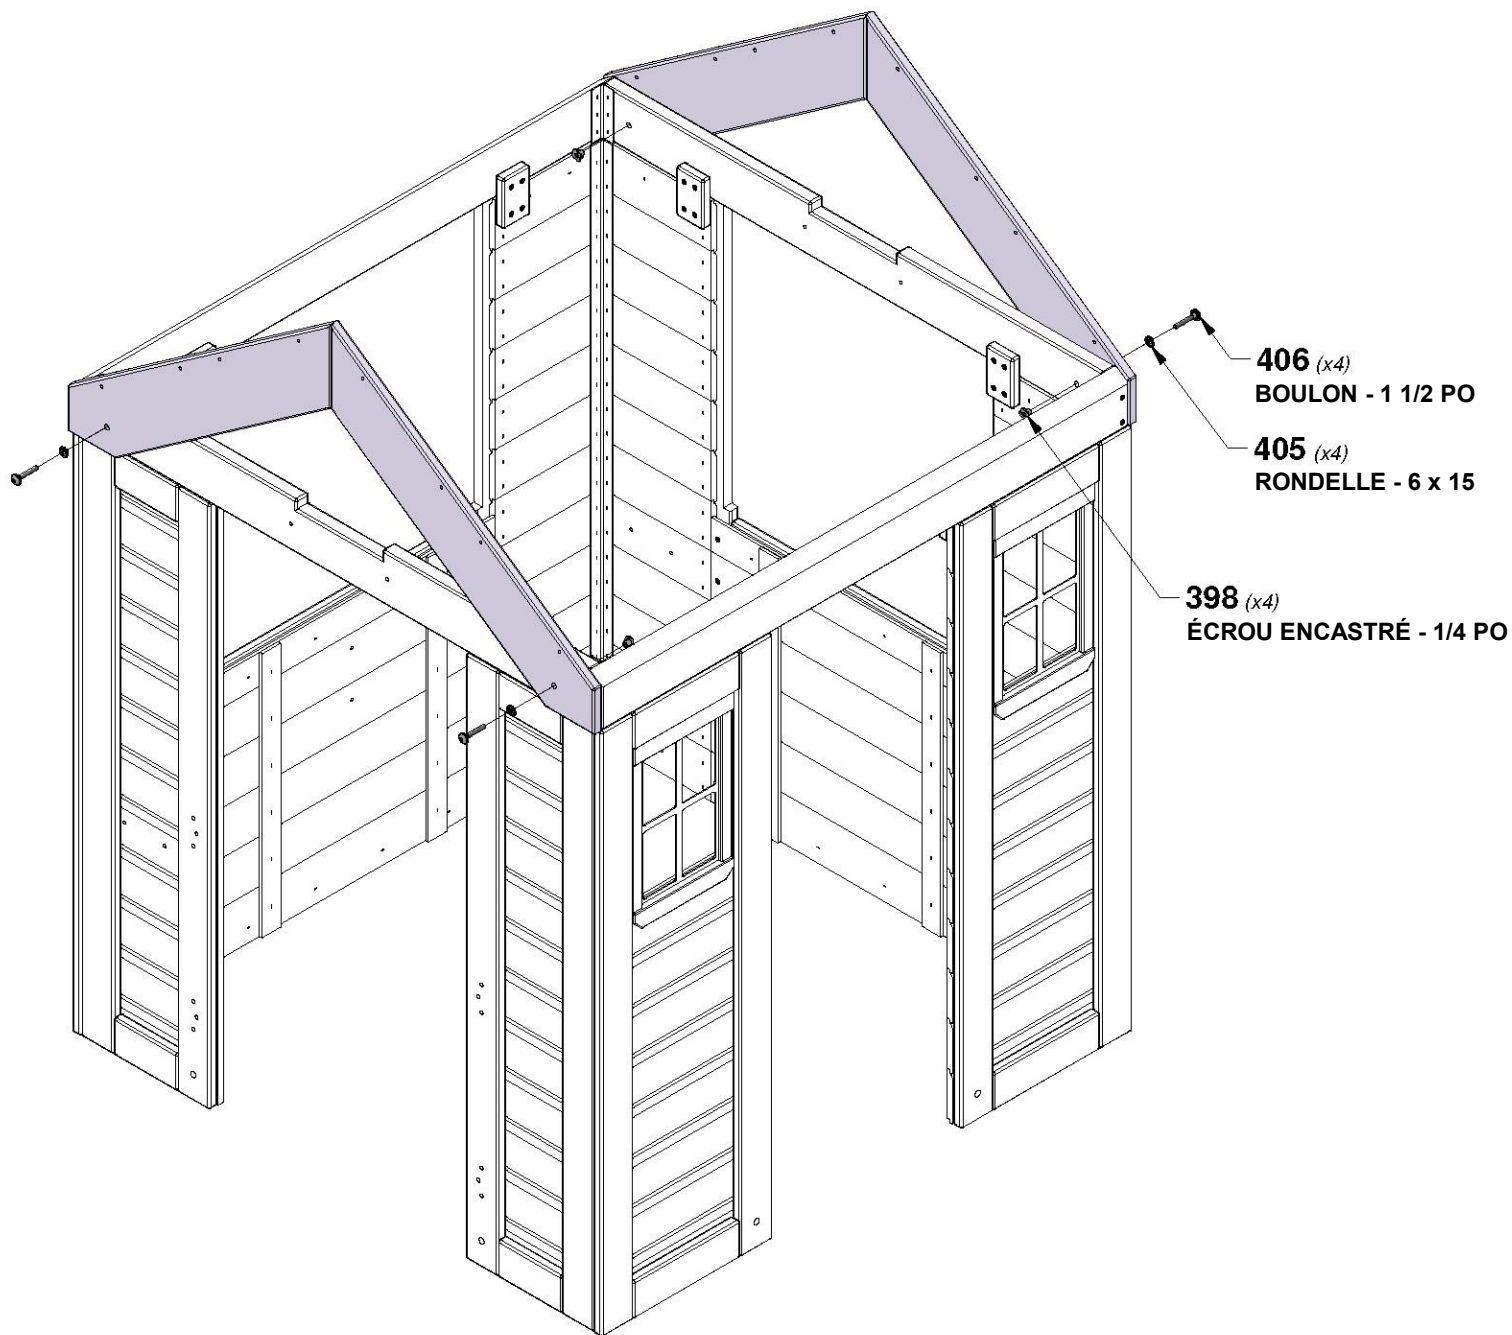 406 (x4)
BOULON - 1 1/2 PO
405 (x4)
RONDELLE - 6 x 15
398 (x4)
ÉCROU ENCASTRÉ - 1/4 PO